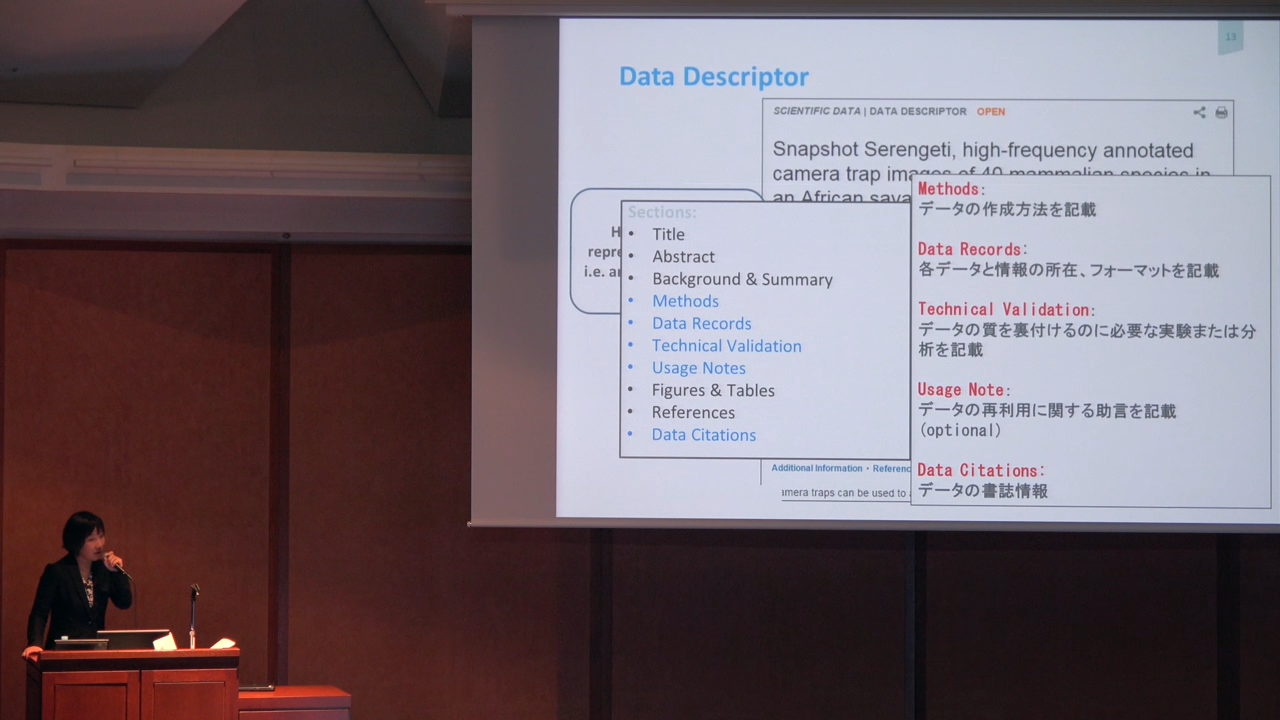 13
Data Descriptor
SCIENTIFIC DATA | DATA DESCRIPTOR OPEN
Snapshot Serengeti, high-frequency annotated
camera trap images of 40 mammalian species in
an African sava
H
repre
i.e. a
Sections:
• Title
• Abstract
• Background & Summary
• Methods
• Data Records
• Technical Validation
• Usage Notes
• Figures & Tables
• References
• Data Citations
Methods:
データの作成方法を記載
Data Records:
各データと情報の所在、フォーマットを記載
Technical Validation:
データの質を裏付けるのに必要な実験または分
析を記載
Usage Note:
データの再利用に関する助言を記載
(optional)
Data Citations:
データの書誌情報
Additional Information • Referenc
amera traps can be used to